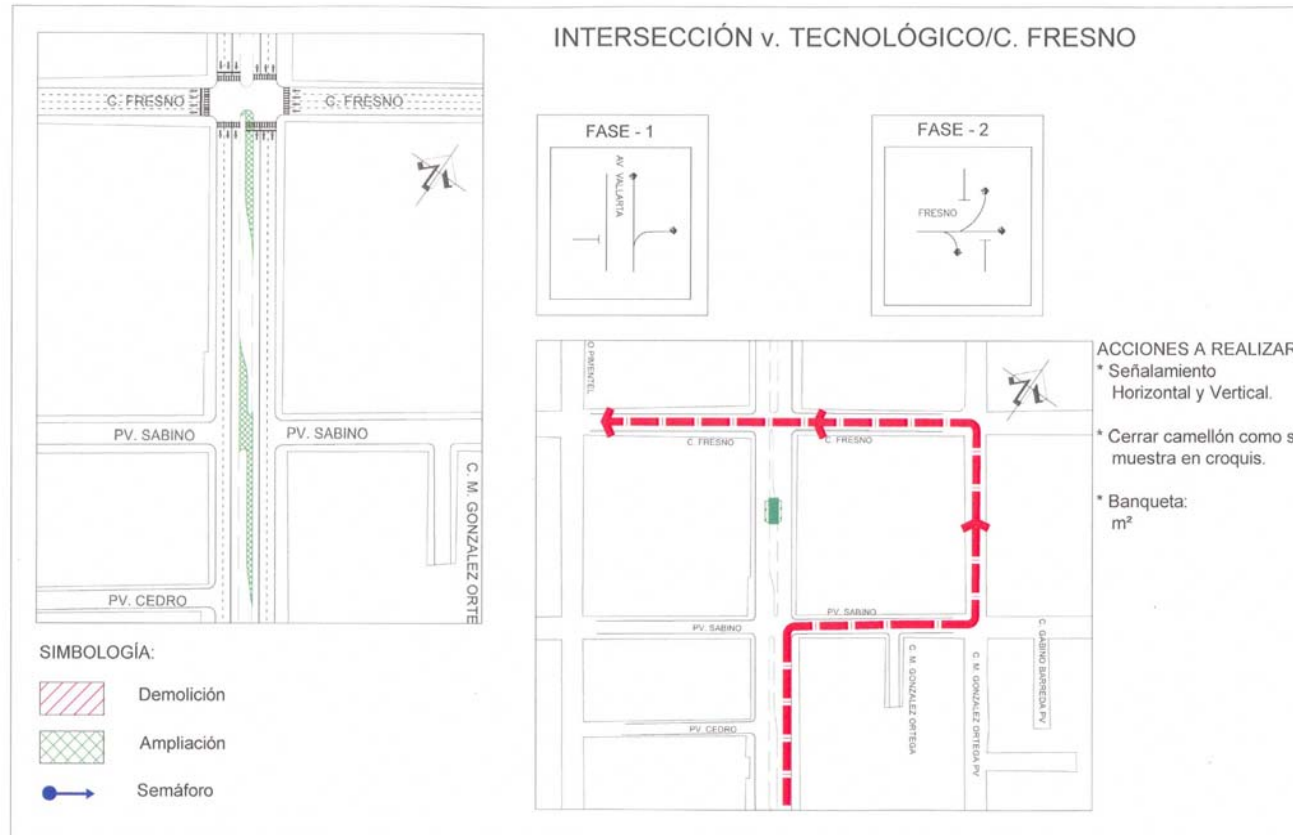 INTERSECCIÓN v. TECNOLÓGICO/C. FRESNO
C. FRESNO
C. FRESNO
PV. SABINO
PV. SABINO
C. M. GONZALEZ ORTE
PV. CEDRO
SIMBOLOGÍA:
Demolición
Ampliación
Semáforo
FASE - 1
AV VALLARTA
FASE - 2
FRESNO
O PIMENTEL
C. FRESNO
C. FRESNO
PV. SABINO
PV. SABINO
PV. CEDRO
C. M. GONZALEZ ORTEGA
C. M. GONZALEZ ORTEGA PV
C. GABINO BARREDA PV
ACCIONES A REALIZAR
* Señalamiento
Horizontal y Vertical.
* Cerrar camellón como s
muestra en croquis.
* Banqueta:
m²